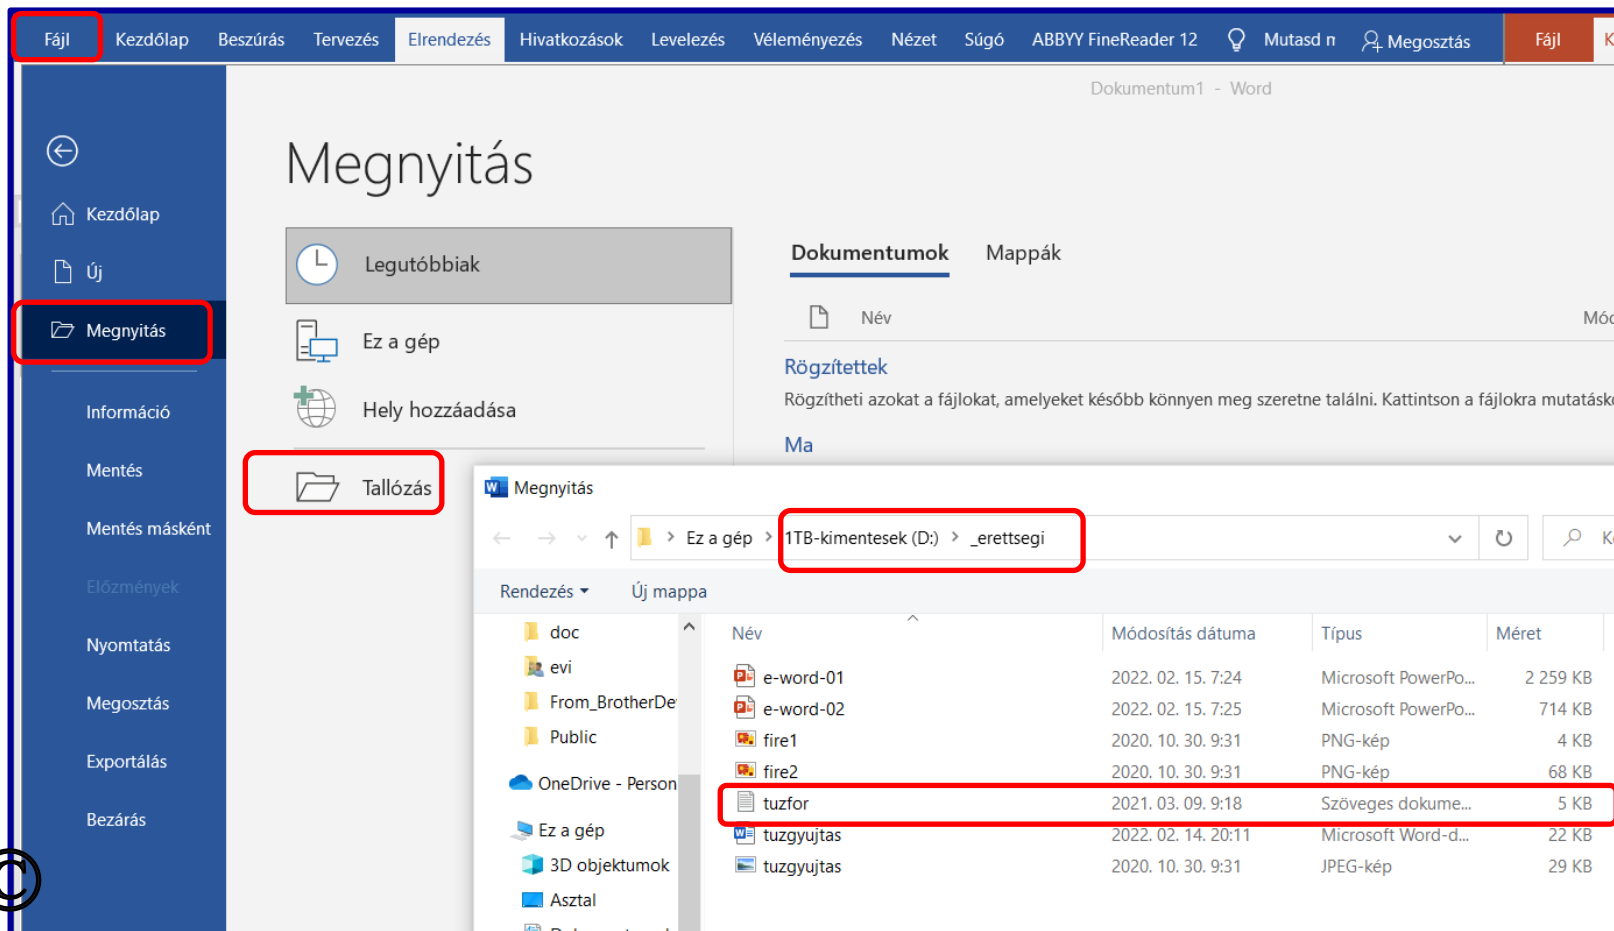 Fájl Kezdőlap Beszúrás Tervezés Elrendezés Hivatkozások Levelezés Véleményezés Nézet Súgó ABBYY FineReader 12 Mutasd Megosztás Fájl K
Dokumentum1 - Word
Megnyitás
Kezdőlap
Új
Megnyitás
Információ
Mentés
Mentés másként
Előzmények
Nyomtatás
Megosztás
Exportálás
Bezárás
©
Legutóbbiak
Ez a gép
Hely hozzáadása
Tallózás
Dokumentumok Mappák
Név Mód
Rögzítettek
Rögzítheti azokat a fájlokat, amelyeket később könnyen meg szeretne találni. Kattintson a fájlokra mutatásk
Ma
Megnyitás
> Ez a gép > 1TB-kimentesek (D:) > _erettsegi
Rendezés Új mappa
doc
evi
From_BrotherDe
Public
OneDrive - Person
Ez a gép
3D objektumok
Asztal
Név Módosítás dátuma Típus Méret
e-word-01 2022. 02. 15. 7:24 Microsoft PowerPo... 2 259 KB
e-word-02 2022. 02. 15. 7:25 Microsoft PowerPo... 714 KB
fire1 2020. 10. 30. 9:31 PNG-kép 4 KB
fire2 2020. 10. 30. 9:31 PNG-kép 68 KB
tuzfor 2021. 03. 09. 9:18 Szöveges dokume... 5 KB
tuzgyujtas 2022. 02. 14. 20:11 Microsoft Word-d... 22 KB
tuzgyujtas 2020. 10. 30. 9:31 JPEG-kép 29 KB